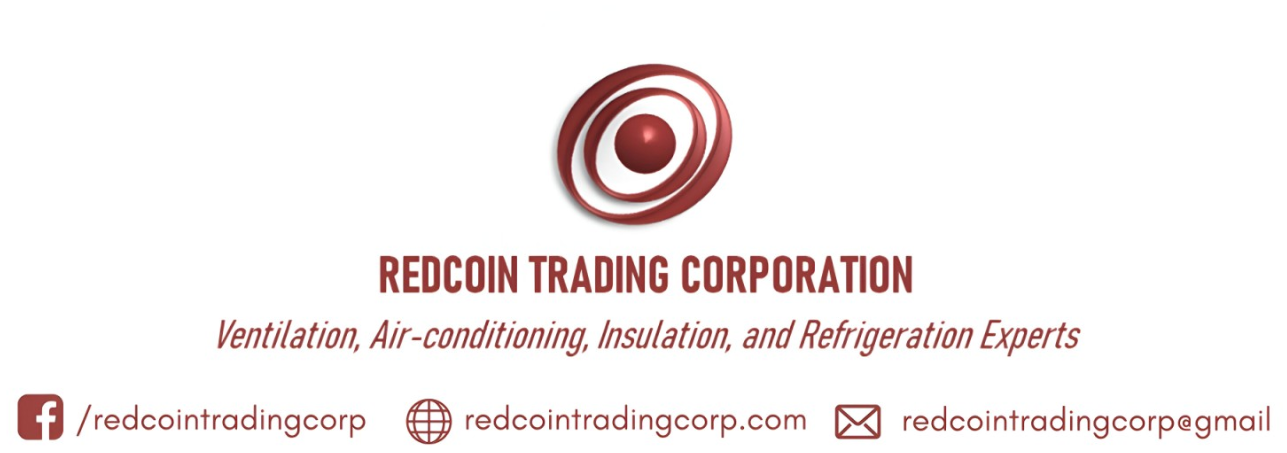 REDCOIN TRADING CORPORATION
Ventilation, Air-conditioning, Insulation, and Refrigeration Experts
/redcointradingcorp redcointradingcorp.com redcointradingcorp@gmail